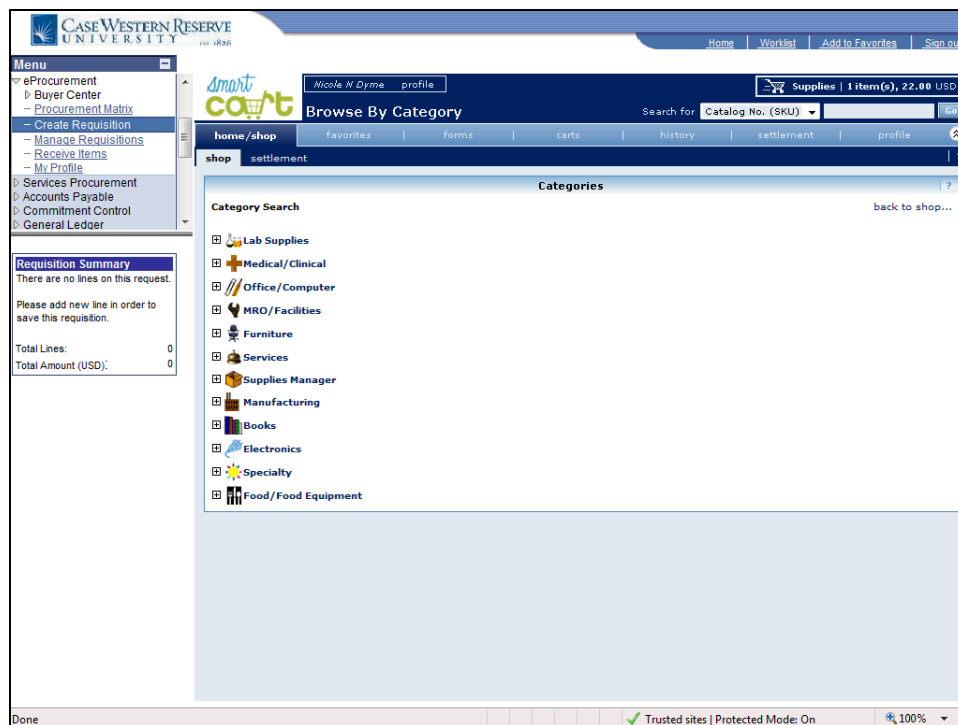 CASE WESTERN RESERVE
UNIVERSITY EST. 1826
Home | Worklist | Add to Favorites | Sign ou
Menu
eProcurement
Buyer Center
Procurement Matrix
Create Requisition
Manage Requisitions
Receive Items
My Profile
Services Procurement
Accounts Payable
Commitment Control
General Ledger
Requisition Summary
There are no lines on this request.
Please add new line in order to
save this requisition.
Total Lines: 0
Total Amount (USD): 0
smart cart
Nicole N Dyrme profile
Supplies | 1 item(s), 22.00 USD
Browse By Category
Search for Catalog No. (SKU) Go
home/shop favorites | forms | carts | history | settlement | profile
shop settlement
Categories ?
Category Search back to shop...
Lab Supplies
Medical/Clinical
Office/Computer
MRO/Facilities
Furniture
Services
Supplies Manager
Manufacturing
Books
Electronics
Specialty
Food/Food Equipment
Done Trusted sites | Protected Mode: On 100%